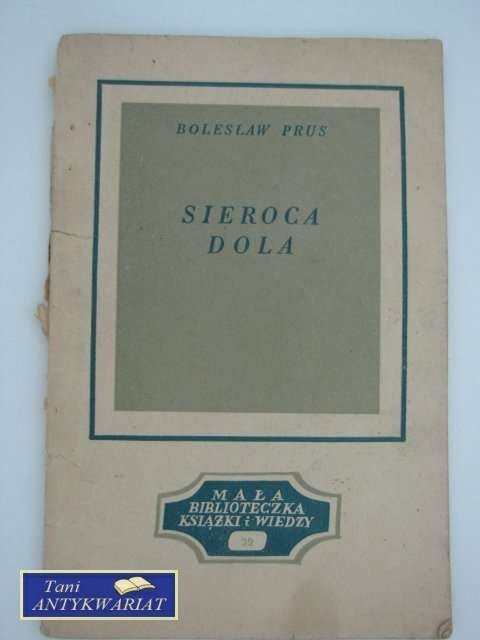 BOLESŁAW PRUS
SIEROCA
DOLA
MAŁA
BIBLIOTECZKA
KSIĄŻKI i WIEDZY
Tani
ANTYKWARIAT